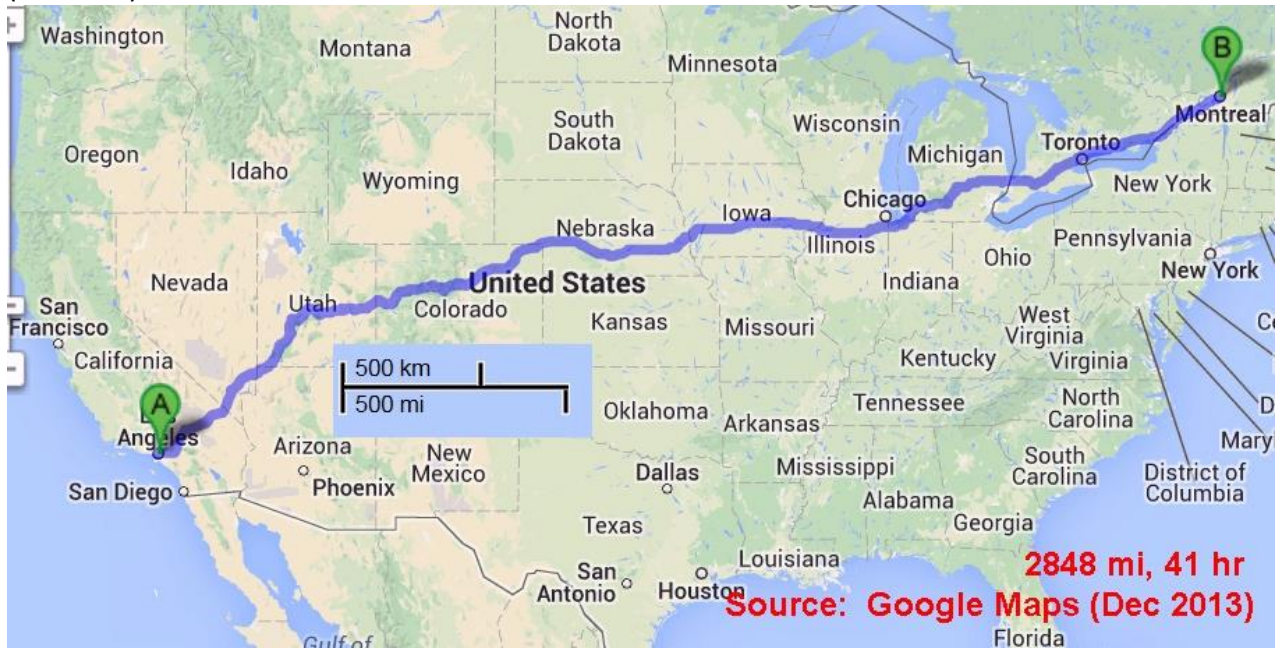 Washington
Montana
North
Dakota
Minnesota
B
Montreal
South
Dakota
Wisconsin
Michigan
Toronto
Oregon
Idaho
Wyoming
New York
Chicago
Iowa
Nebraska
Illinois
Pennsylvania
Ohio
New York
Nevada
Utah
United States
Indiana
San
Francisco
Colorado
Kansas
Missouri
West
Virginia
California
Kentucky
Virginia
500 km
500 mi
A
Angeles
Oklahoma
Arkansas
Tennessee
North
Carolina
D
Arizona
New
Mexico
Mary
San Diego
Phoenix
Dallas
Mississippi
South
Carolina
District of
Columbia
Alabama
Georgia
Texas
Louisiana
San
Antonio
Houston
2848 mi, 41 hr
Source: Google Maps (Dec 2013)
Gulf of
Florida